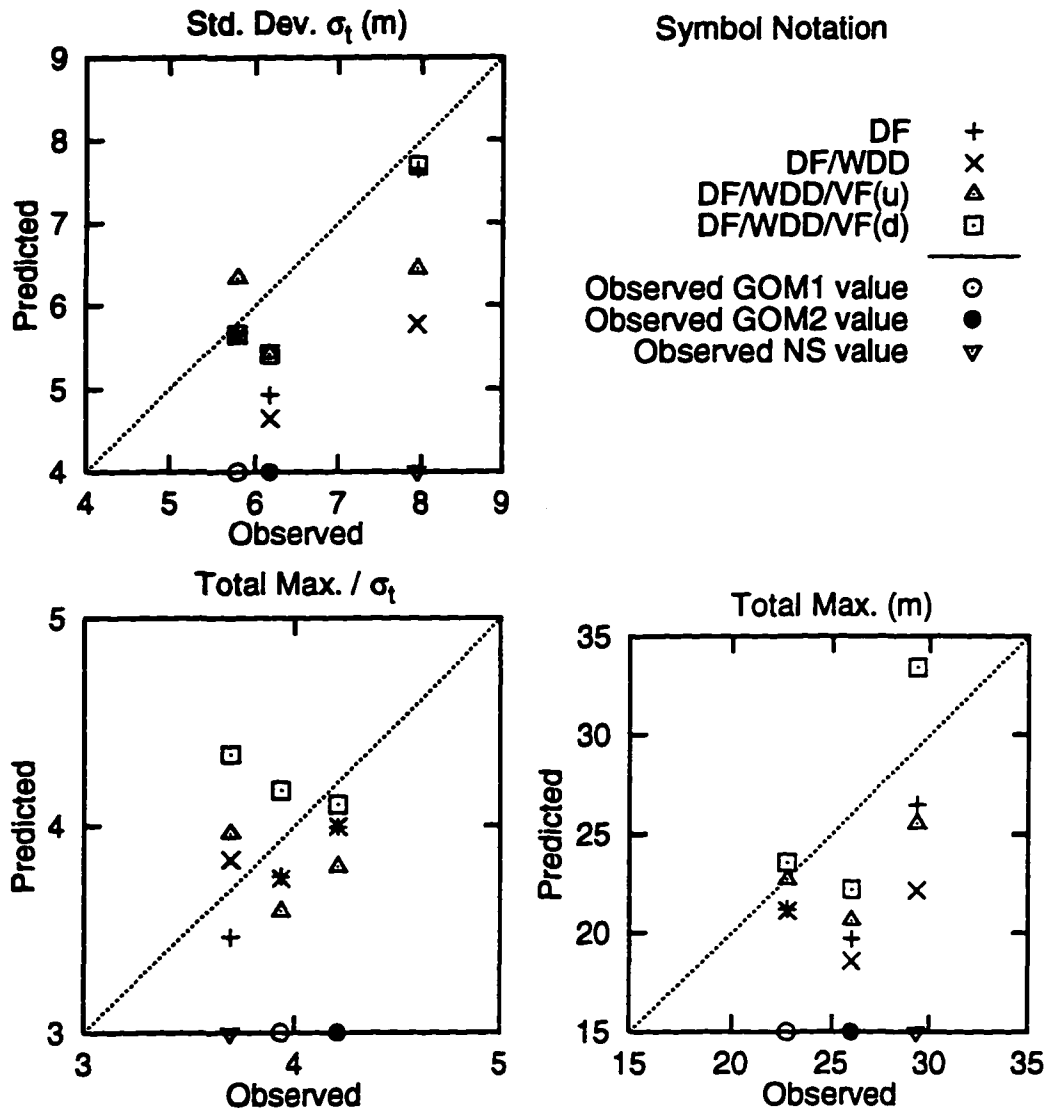 Std. Dev. σt (m)
Symbol Notation
9
8
7
6
5
4
Predicted
4 5 6 7 8 9
Observed
DF
DF/WDD
DF/WDD/VF(u)
DF/WDD/VF(d)
Observed GOM1 value
Observed GOM2 value
Observed NS value
Total Max. / σt
5
4
3
Predicted
3 4 5
Observed
Total Max. (m)
35
30
25
20
15
Predicted
15 20 25 30 35
Observed